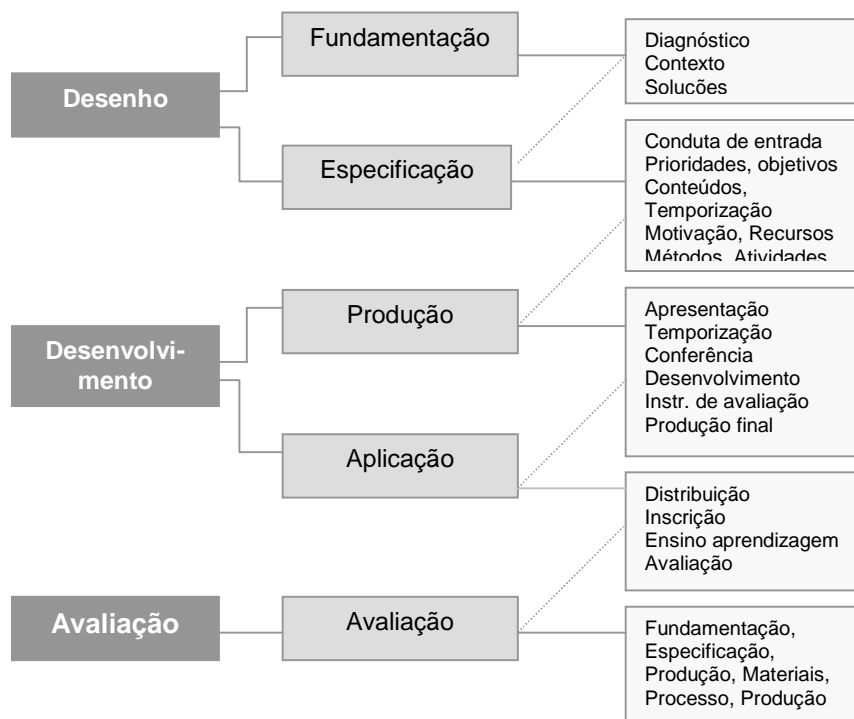 Fundamentação
Diagnóstico
Contexto
Soluções
Desenho
Especificação
Conduta de entrada
Prioridades, objetivos
Conteúdos,
Temporização
Motivação, Recursos
Métodos, Atividades
Produção
Apresentação
Temporização
Conferência
Desenvolvimento
Instr. de avaliação
Produção final
Desenvolvi-
mento
Aplicação
Distribuição
Inscrição
Ensino aprendizagem
Avaliação
Avaliação
Avaliação
Fundamentação,
Especificação,
Produção, Materiais,
Processo, Produção